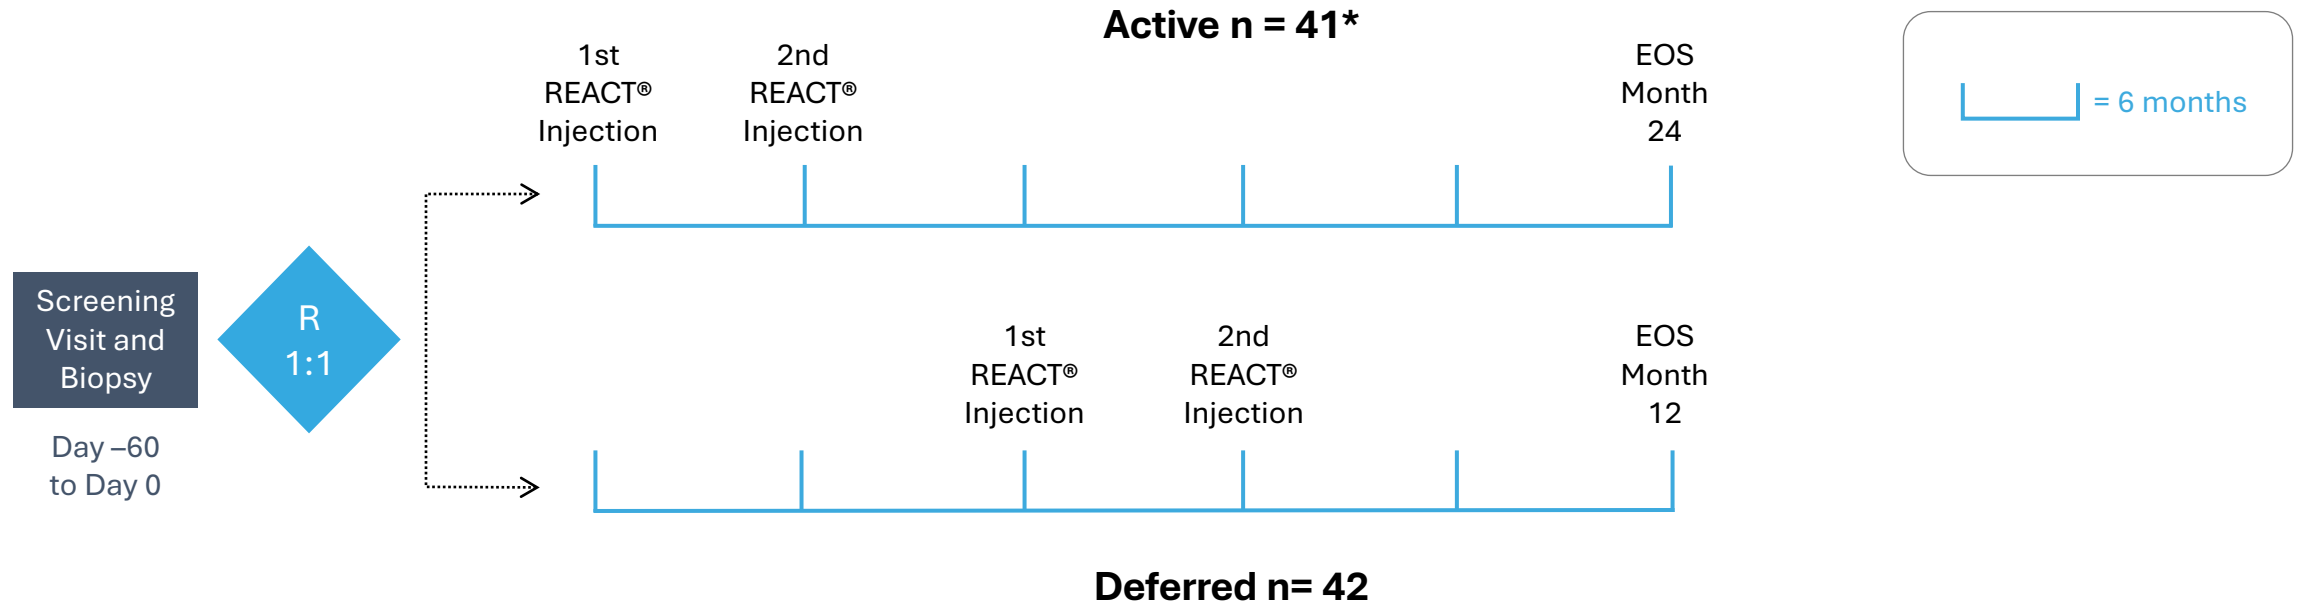 Active n = 41*
1st
REACT®
Injection
2nd
REACT®
Injection
EOS
Month
24
= 6 months
Screening
Visit and
Biopsy
Day –60
to Day 0
R
1:1
1st
REACT®
Injection
2nd
REACT®
Injection
EOS
Month
12
Deferred n= 42